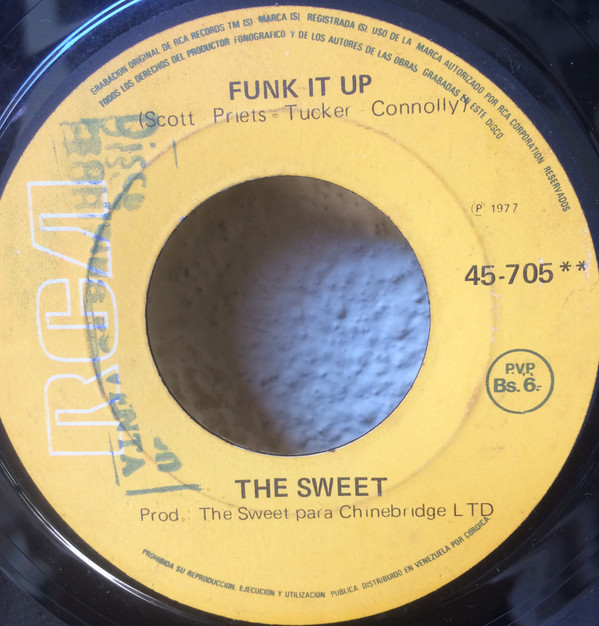 GRABACION ORIGINAL DE RCA RECORDS TM (S) MARCA (S) REGISTRADA (S) USO DE LA MARCA AUTORIZADO POR RCA CORPORATION RESERVADOS
TODOS LOS DERECHOS DEL PRODUCTOR FONOGRAFICO Y DE LOS AUTORES DE LAS OBRAS GRABADAS EN ESTE DISCO
FUNK IT UP
(Scott Priets-Tucker Connolly)
Disco
℗ 1977
45-705**
RCA
P.V.P.
Bs. 6.-
VENTA
THE SWEET
Prod. : The Sweet para Chinebridge LTD
PROHIBIDA SU REPRODUCCION, EJECUCION Y UTILIZACION PUBLICA DISTRIBUIDO EN VENEZUELA POR CORDICA